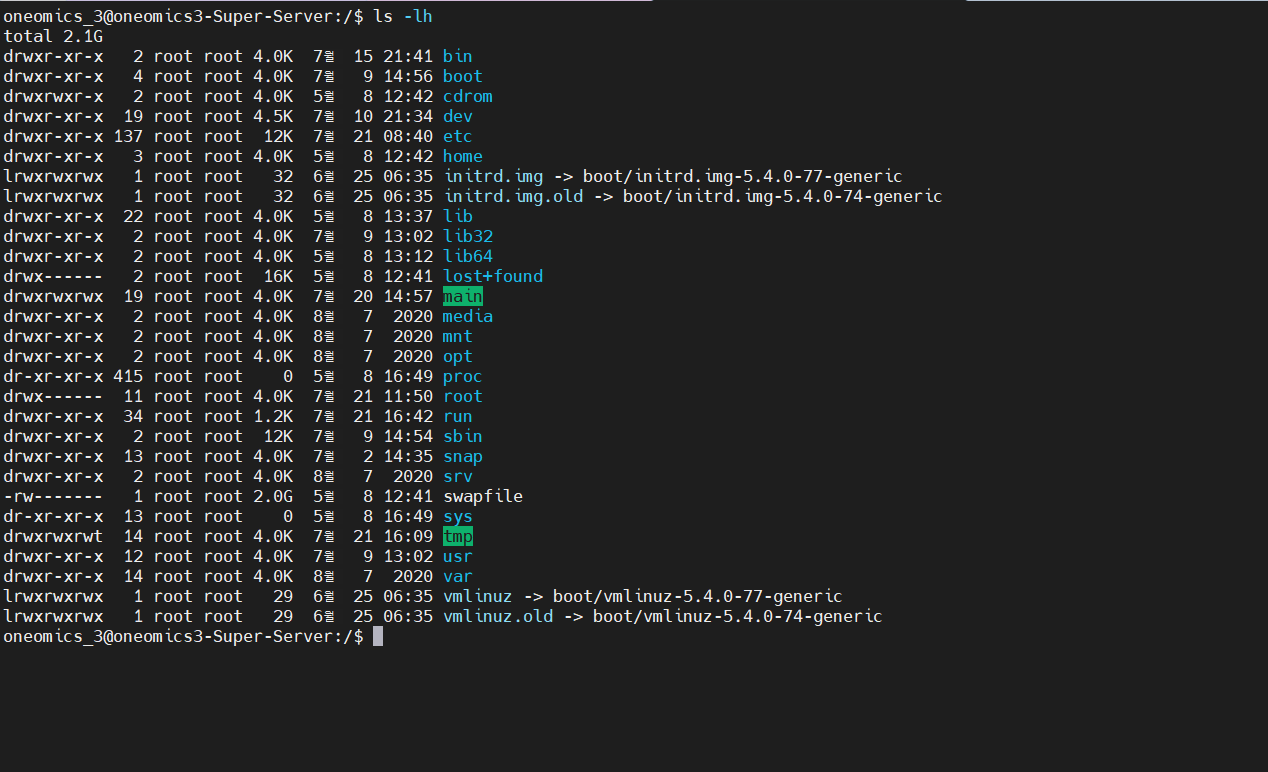 oneomics_3@oneomics3-Super-Server:/$ ls -lh
total 2.1G
drwxr-xr-x   2 root root 4.0K  7월  15 21:41 bin
drwxr-xr-x   4 root root 4.0K  7월   9 14:56 boot
drwxrwxr-x   2 root root 4.0K  5월   8 12:42 cdrom
drwxr-xr-x  19 root root 4.5K  7월  10 21:34 dev
drwxr-xr-x 137 root root  12K  7월  21 08:40 etc
drwxr-xr-x   3 root root 4.0K  5월   8 12:42 home
lrwxrwxrwx   1 root root   32  6월  25 06:35 initrd.img -> boot/initrd.img-5.4.0-77-generic
lrwxrwxrwx   1 root root   32  6월  25 06:35 initrd.img.old -> boot/initrd.img-5.4.0-74-generic
drwxr-xr-x  22 root root 4.0K  5월   8 13:37 lib
drwxr-xr-x   2 root root 4.0K  7월   9 13:02 lib32
drwxr-xr-x   2 root root 4.0K  5월   8 13:12 lib64
drwx------   2 root root  16K  5월   8 12:41 lost+found
drwxrwxrwx  19 root root 4.0K  7월  20 14:57 main
drwxr-xr-x   2 root root 4.0K  8월   7  2020 media
drwxr-xr-x   2 root root 4.0K  8월   7  2020 mnt
drwxr-xr-x   2 root root 4.0K  8월   7  2020 opt
dr-xr-xr-x 415 root root    0  5월   8 16:49 proc
drwx------  11 root root 4.0K  7월  21 11:50 root
drwxr-xr-x  34 root root 1.2K  7월  21 16:42 run
drwxr-xr-x   2 root root  12K  7월   9 14:54 sbin
drwxr-xr-x  13 root root 4.0K  7월   2 14:35 snap
drwxr-xr-x   2 root root 4.0K  8월   7  2020 srv
-rw-------   1 root root 2.0G  5월   8 12:41 swapfile
dr-xr-xr-x  13 root root    0  5월   8 16:49 sys
drwxrwxrwt  14 root root 4.0K  7월  21 16:09 tmp
drwxr-xr-x  12 root root 4.0K  7월   9 13:02 usr
drwxr-xr-x  14 root root 4.0K  8월   7  2020 var
lrwxrwxrwx   1 root root   29  6월  25 06:35 vmlinuz -> boot/vmlinuz-5.4.0-77-generic
lrwxrwxrwx   1 root root   29  6월  25 06:35 vmlinuz.old -> boot/vmlinuz-5.4.0-74-generic
oneomics_3@oneomics3-Super-Server:/$